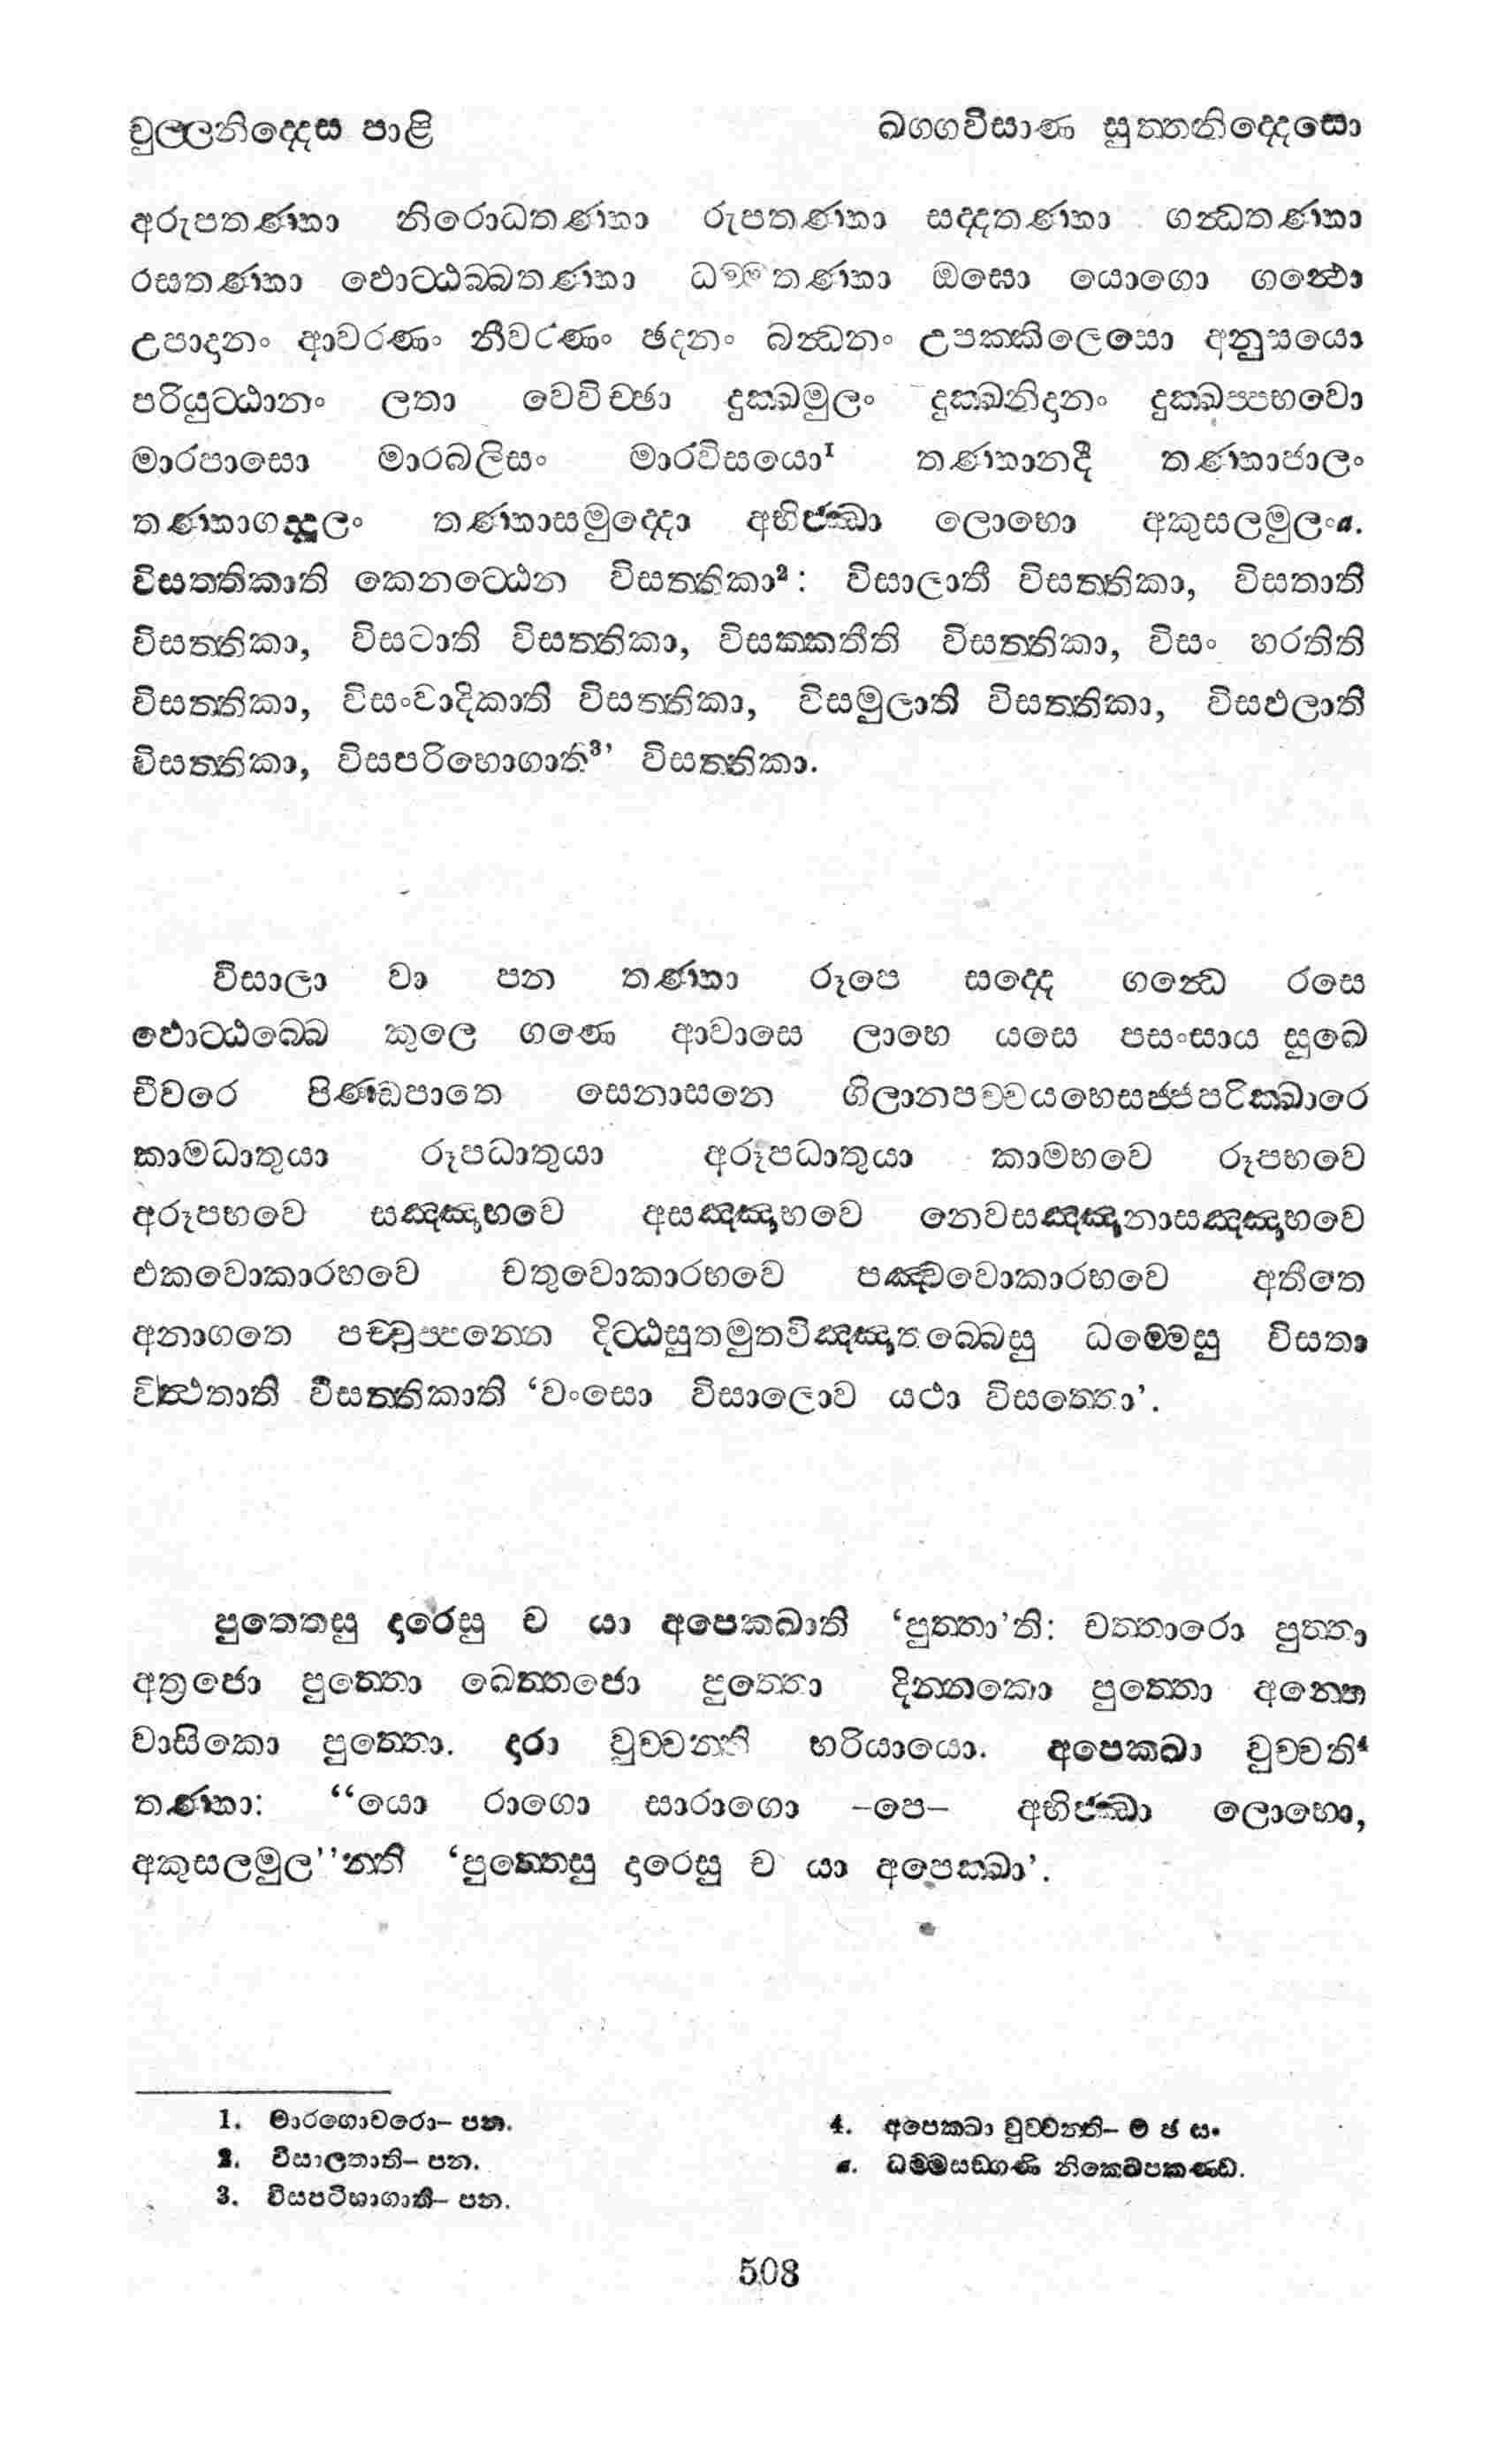 චුල්ලනිද්දෙස පාළි
ඛග්ගවිසාණ සුත්තනිද්දෙසො
අරුපතණ්හා නිරොධතණ්හා රුපතණ්හා සද්දතණ්හා ගන්ධතණ්හා
රසතණ්හා ඵොට්ඨබ්බතණ්හා ධම්මතණ්හා ඔඝො යොගො ගන්ථො
උපාදානං ආවරණං නීවරණං ඡදනං බන්ධනං උපක්කිලෙසො අනුසයො
පරියුට්ඨානං ලතා වෙවිච්ඡා දුක්ඛමුලං දුක්ඛනිදානං දුක්ඛප්පභවො
මාරපාසො මාරබලිසං මාරවිසයො¹ තණ්හානදී තණ්හාජාලං
තණ්හාගද්දුලං තණ්හාසමුද්දො අභිජ්ඣා ලොභො අකුසලමුලංa.
විසත්තිකාති කෙනට්ඨෙන විසත්තිකා²: විසාලාතී විසත්තිකා, විසතාති
විසත්තිකා, විසටාති විසත්තිකා, විසක්කතීති විසත්තිකා, විසං හරතිති
විසත්තිකා, විසංවාදිකාති විසත්තිකා, විසමුලාති විසත්තිකා, විසඵලාති
විසත්තිකා, විසපරිභොගාති³’ විසත්තිකා.
විසාලා වා පන තණ්හා රූපෙ සද්දෙ ගන්ධෙ රසෙ
ඵොට්ඨබ්බෙ කුලෙ ගණෙ ආවාසෙ ලාභෙ යසෙ පසංසාය සුඛෙ
චීවරෙ පිණ්ඩපාතෙ සෙනාසනෙ ගිලානපච්චයභෙසජ්ජපරික්ඛාරෙ
කාමධාතුයා රූපධාතුයා අරූපධාතුයා කාමභවෙ රූපභවෙ
අරූපභවෙ සඤ්ඤාභවෙ අසඤ්ඤාභවෙ නෙවසඤ්ඤානාසඤ්ඤාභවෙ
එකවොකාරභවෙ චතුවොකාරභවෙ පඤ්චවොකාරභවෙ අතීතෙ
අනාගතෙ පච්චුප්පන්නෙ දිට්ඨසුතමුතවිඤ්ඤාතබ්බෙසු ධම්මෙසු විසතා
විත්ථතාති විසත්තිකාති ‘වංසො විසාලොව යථා විසත්තො’.
පුත්තෙසු දාරෙසු ච යා අපෙක්ඛාති ‘පුත්තා’ති: චත්තාරො පුත්තා
අත්‍රජො පුත්තො ඛෙත්තජො පුත්තො දින්නකො පුත්තො අන්තෙ
වාසිකො පුත්තො. දාරා වුච්චන්ති භරියායො. අපෙක්ඛා වුච්චති⁴
තණ්හා: “යො රාගො සාරාගො –පෙ– අභිජ්ඣා ලොභො,
අකුසලමුල”න්ති ‘පුත්තෙසු දාරෙසු ච යා අපෙක්ඛා’.
1. මාරගොචරො– පන.
2. විසාලතාති– පන.
3. විසපටිභාගාති– පන.
4. අපෙක්ඛා වුච්චන්ති– ම ඡ ස.
a. ධම්මසඞ්ගණි නික්ඛෙපකණ්ඩ.
508